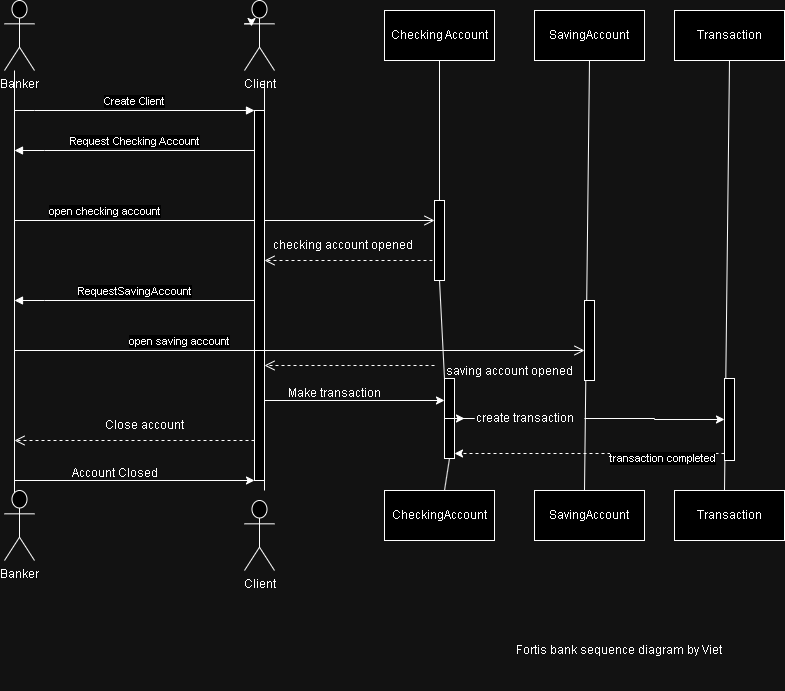 Checking Account
SavingAccount
Transaction
Banker
Client
Create Client
Request Checking Account
open checking account
checking account opened
RequestSavingAccount
open saving account
saving account opened
Make transaction
create transaction
Close account
transaction completed
Account Closed
CheckingAccount
SavingAccount
Transaction
Banker
Client
Fortis bank sequence diagram by Viet